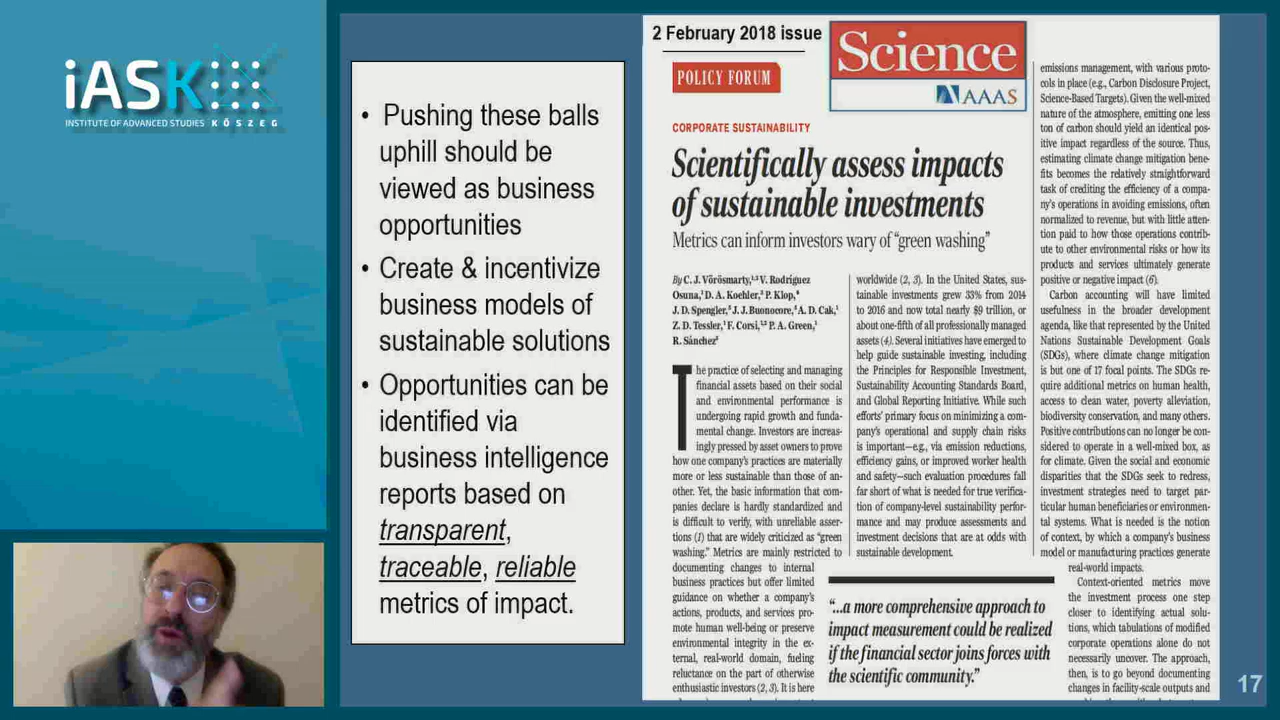 iASK
INSTITUTE OF ADVANCED STUDIES KŐSZEG
• Pushing these balls
uphill should be
viewed as business
opportunities
• Create & incentivize
business models of
sustainable solutions
• Opportunities can be
identified via
business intelligence
reports based on
transparent,
traceable, reliable
metrics of impact.
2 February 2018 issue
Science
AAAS
POLICY FORUM
CORPORATE SUSTAINABILITY
Scientifically assess impacts
of sustainable investments
Metrics can inform investors wary of “green washing”
By C. J. Vörösmarty,1,2 V. Rodríguez
Osuna,1 D. A. Koehler,3 P. Klop,4
J. D. Spengler,5 J. J. Buonocore,5 A. D. Cak,1
Z. D. Tessler,1 F. Corsi,1,2 P. A. Green,1
R. Sánchez2
The practice of selecting and managing
financial assets based on their social
and environmental performance is
undergoing rapid growth and funda-
mental change. Investors are increas-
ingly pressed by asset owners to prove
how one company’s practices are materially
more or less sustainable than those of an-
other. Yet, the basic information that com-
panies declare is hardly standardized and
is difficult to verify, with unreliable asser-
tions (1) that are widely criticized as “green
washing.” Metrics are mainly restricted to
documenting changes to internal
business practices but offer limited
guidance on whether a company’s
actions, products, and services pro-
mote human well-being or preserve
environmental integrity in the ex-
ternal, real-world domain, fueling
reluctance on the part of otherwise
enthusiastic investors (2, 3). It is here
worldwide (2, 3). In the United States, sus-
tainable investments grew 33% from 2014
to 2016 and now total nearly $9 trillion, or
about one-fifth of all professionally managed
assets (4). Several initiatives have emerged to
help guide sustainable investing, including
the Principles for Responsible Investment,
Sustainability Accounting Standards Board,
and Global Reporting Initiative. While such
efforts’ primary focus on minimizing a com-
pany’s operational and supply chain risks
is important—e.g., via emission reductions,
efficiency gains, or improved worker health
and safety—such evaluation procedures fall
far short of what is needed for true verifica-
tion of company-level sustainability perfor-
mance and may produce assessments and
investment decisions that are at odds with
sustainable development.
“...a more comprehensive approach to
impact measurement could be realized
if the financial sector joins forces with
the scientific community.”
emissions management, with various proto-
cols in place (e.g., Carbon Disclosure Project,
Science-Based Targets). Given the well-mixed
nature of the atmosphere, emitting one less
ton of carbon should yield an identical pos-
itive impact regardless of the source. Thus,
estimating climate change mitigation bene-
fits becomes the relatively straightforward
task of crediting the efficiency of a compa-
ny’s operations in avoiding emissions, often
normalized to revenue, but with little atten-
tion paid to how those operations contrib-
ute to other environmental risks or how its
products and services ultimately generate
positive or negative impact (6).
Carbon accounting will have limited
usefulness in the broader development
agenda, like that represented by the United
Nations Sustainable Development Goals
(SDGs), where climate change mitigation
is but one of 17 focal points. The SDGs re-
quire additional metrics on human health,
access to clean water, poverty alleviation,
biodiversity conservation, and many others.
Positive contributions can no longer be con-
sidered to operate in a well-mixed box, as
for climate. Given the social and economic
disparities that the SDGs seek to redress,
investment strategies need to target par-
ticular human beneficiaries or environmen-
tal systems. What is needed is the notion
of context, by which a company’s business
model or manufacturing practices generate
real-world impacts.
Context-oriented metrics move
the investment process one step
closer to identifying actual solu-
tions, which tabulations of modified
corporate operations alone do not
necessarily uncover. The approach,
then, is to go beyond documenting
changes in facility-scale outputs and
17